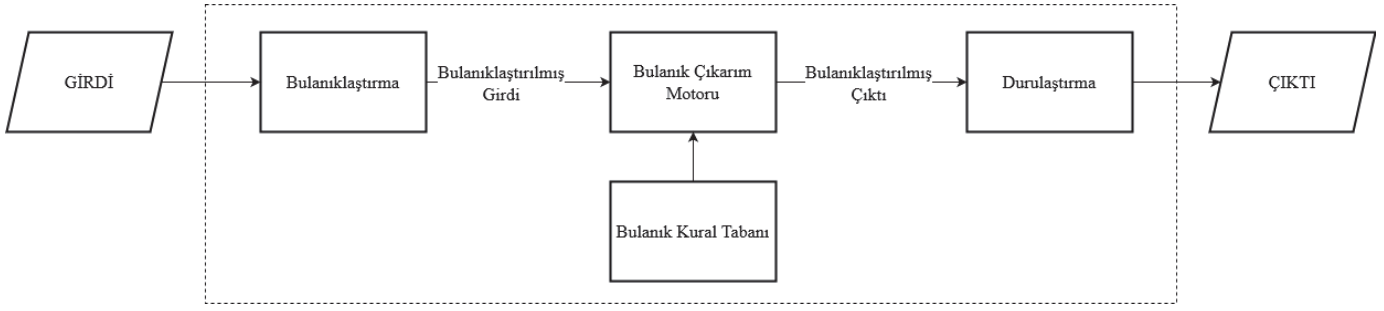 GİRDİ
Bulanıklaştırma
Bulanıklaştırılmış
Girdi
Bulanık Çıkarım
Motoru
Bulanıklaştırılmış
Çıktı
Durulaştırma
ÇIKTI
Bulanık Kural Tabanı